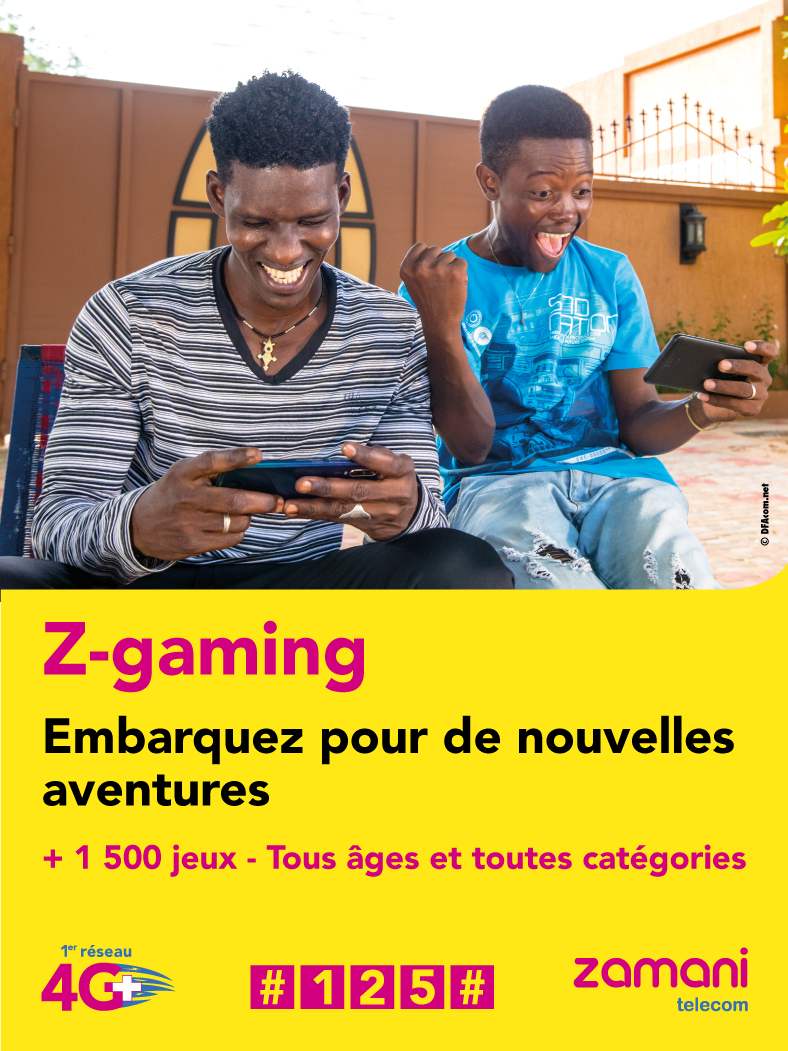 © DFAcom.net
Z-gaming
Embarquez pour de nouvelles
aventures
+ 1 500 jeux - Tous âges et toutes catégories
1er réseau
4G+
#125#
zamani
telecom